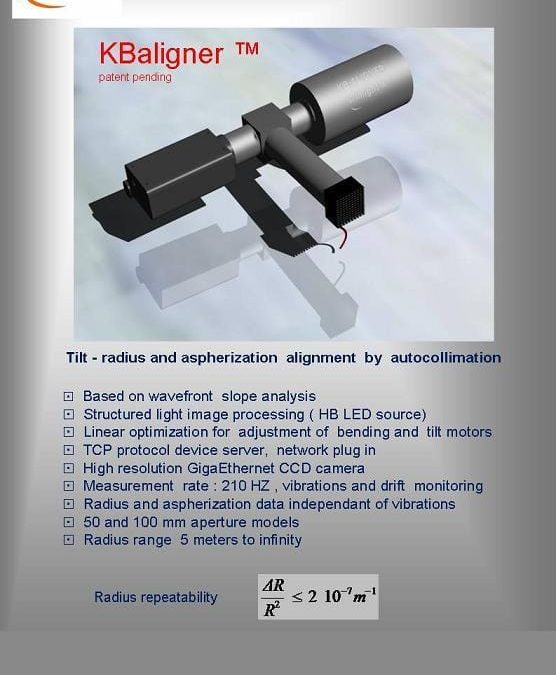 KBaligner ™
patent pending
Tilt - radius and aspherization alignment by autocollimation
Based on wavefront slope analysis
Structured light image processing ( HB LED source)
Linear optimization for adjustment of bending and tilt motors
TCP protocol device server, network plug in
High resolution GigaEthernet CCD camera
Measurement rate : 210 HZ , vibrations and drift monitoring
Radius and aspherization data independant of vibrations
50 and 100 mm aperture models
Radius range 5 meters to infinity
Radius repeatability ΔR/R² ≤ 2 10⁻⁷m⁻¹